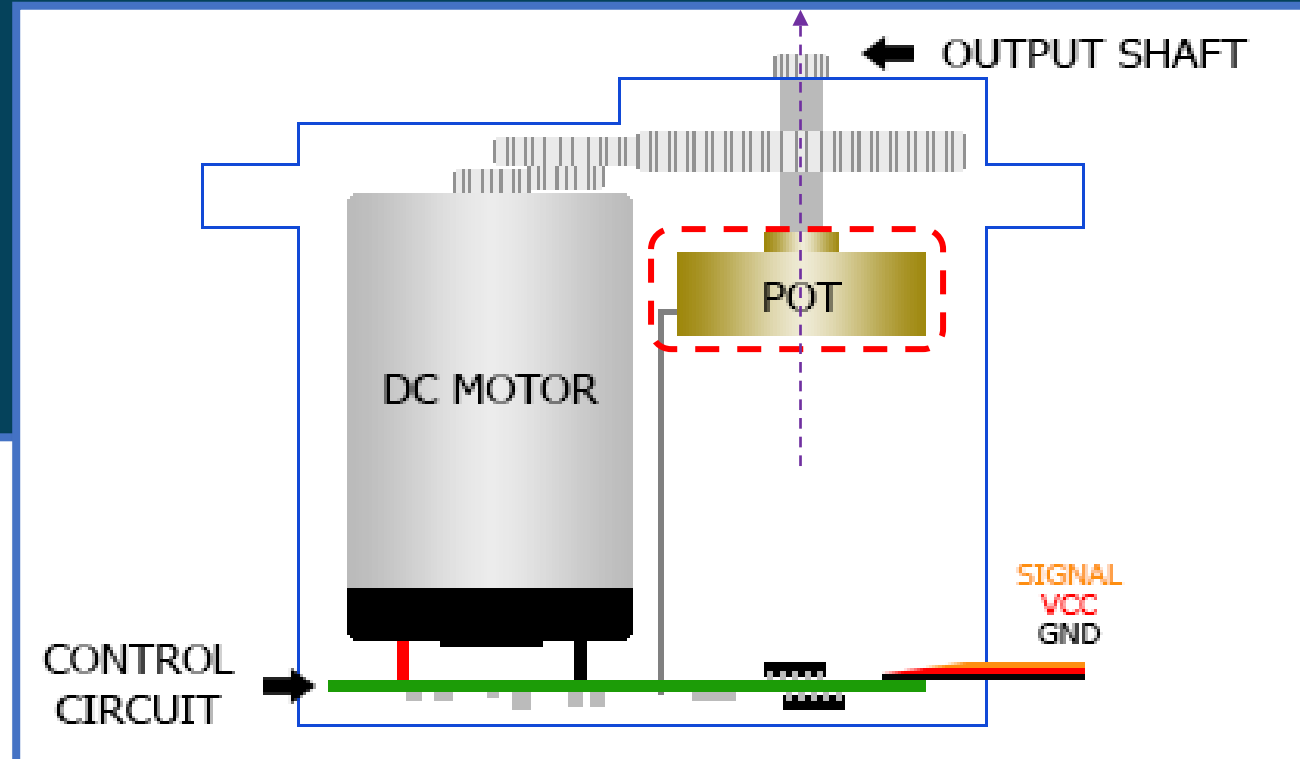 OUTPUT SHAFT
POT
DC MOTOR
SIGNAL
VCC
GND
CONTROL
CIRCUIT